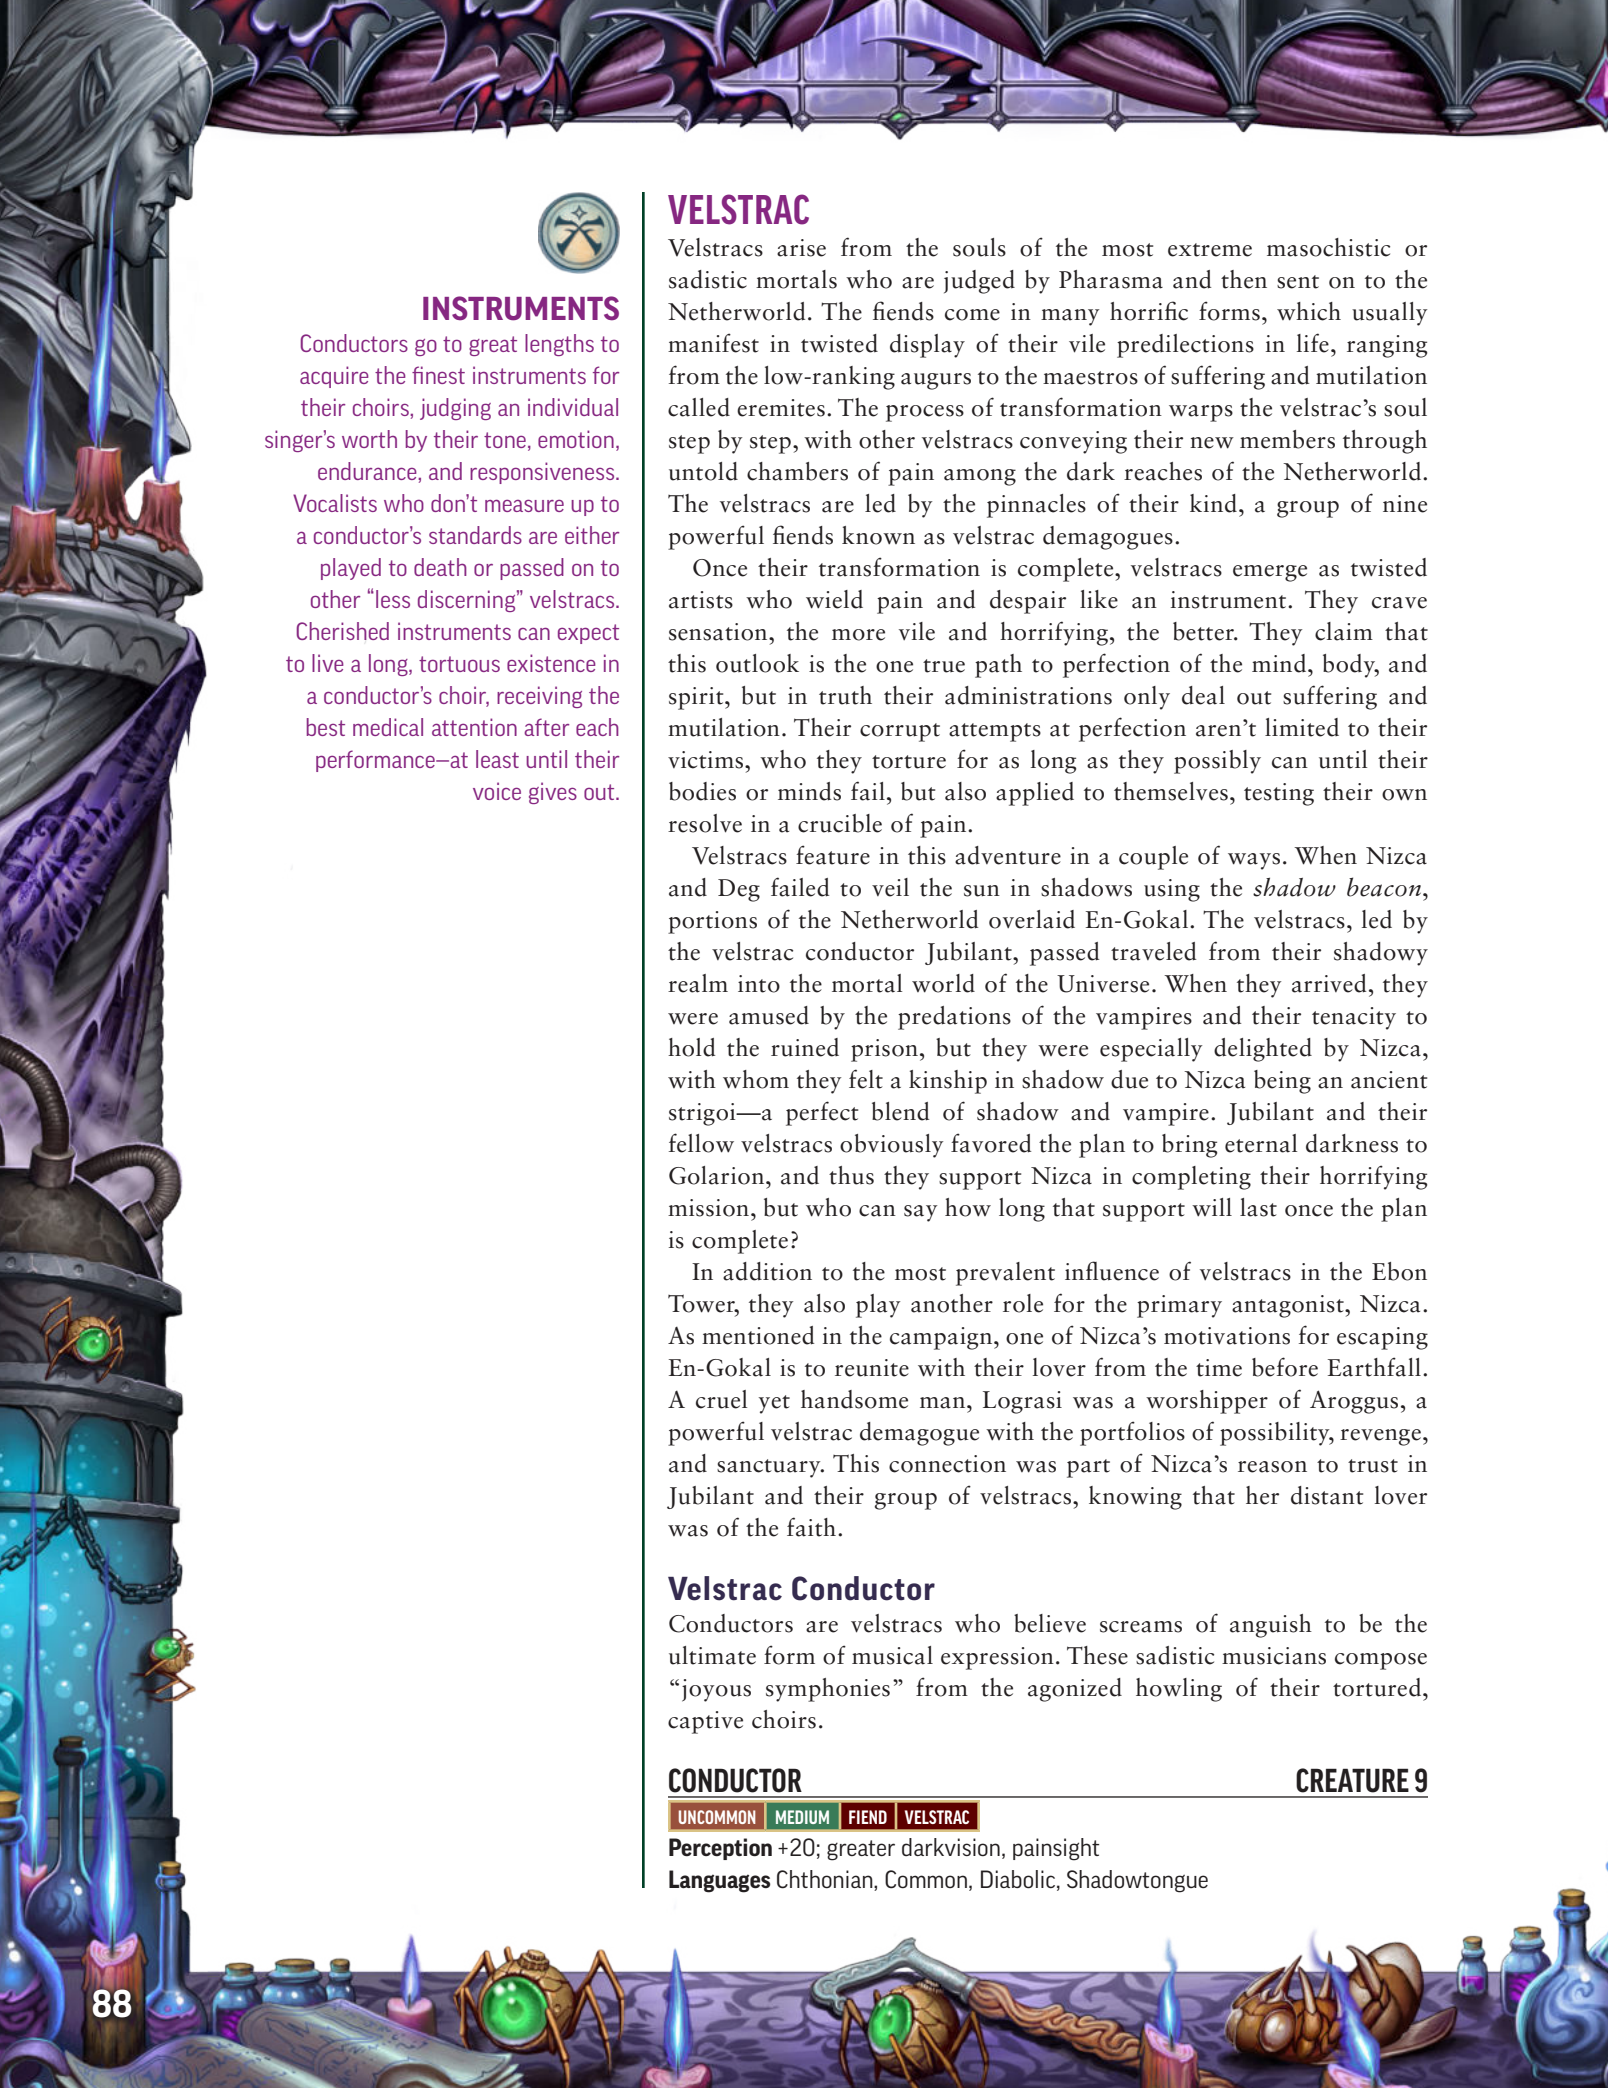 INSTRUMENTS
Conductors go to great lengths to
acquire the finest instruments for
their choirs, judging an individual
singer's worth by their tone, emotion,
endurance, and responsiveness.
Vocalists who don't measure up to
a conductor's standards are either
played to death or passed on to
other “less discerning” velstracs.
Cherished instruments can expect
to live a long, tortuous existence in
a conductor's choir, receiving the
best medical attention after each
performance—at least until their
voice gives out.
VELSTRAC
Velstracs arise from the souls of the most extreme masochistic or
sadistic mortals who are judged by Pharasma and then sent on to the
Netherworld. The fiends come in many horrific forms, which usually
manifest in twisted display of their vile predilections in life, ranging
from the low-ranking augurs to the maestros of suffering and mutilation
called eremites. The process of transformation warps the velstrac's soul
step by step, with other velstracs conveying their new members through
untold chambers of pain among the dark reaches of the Netherworld.
The velstracs are led by the pinnacles of their kind, a group of nine
powerful fiends known as velstrac demagogues.
Once their transformation is complete, velstracs emerge as twisted
artists who wield pain and despair like an instrument. They crave
sensation, the more vile and horrifying, the better. They claim that
this outlook is the one true path to perfection of the mind, body, and
spirit, but in truth their administrations only deal out suffering and
mutilation. Their corrupt attempts at perfection aren't limited to their
victims, who they torture for as long as they possibly can until their
bodies or minds fail, but also applied to themselves, testing their own
resolve in a crucible of pain.
Velstracs feature in this adventure in a couple of ways. When Nizca
and Deg failed to veil the sun in shadows using the shadow beacon,
portions of the Netherworld overlaid En-Gokal. The velstracs, led by
the velstrac conductor Jubilant, passed traveled from their shadowy
realm into the mortal world of the Universe. When they arrived, they
were amused by the predations of the vampires and their tenacity to
hold the ruined prison, but they were especially delighted by Nizca,
with whom they felt a kinship in shadow due to Nizca being an ancient
strigoi—a perfect blend of shadow and vampire. Jubilant and their
fellow velstracs obviously favored the plan to bring eternal darkness to
Golarion, and thus they support Nizca in completing their horrifying
mission, but who can say how long that support will last once the plan
is complete?
In addition to the most prevalent influence of velstracs in the Ebon
Tower, they also play another role for the primary antagonist, Nizca.
As mentioned in the campaign, one of Nizca's motivations for escaping
En-Gokal is to reunite with their lover from the time before Earthfall.
A cruel yet handsome man, Lograsi was a worshipper of Aroggus, a
powerful velstrac demagogue with the portfolios of possibility, revenge,
and sanctuary. This connection was part of Nizca's reason to trust in
Jubilant and their group of velstracs, knowing that her distant lover
was of the faith.
Velstrac Conductor
Conductors are velstracs who believe screams of anguish to be the
ultimate form of musical expression. These sadistic musicians compose
“joyous symphonies” from the agonized howling of their tortured,
captive choirs.
CONDUCTOR CREATURE 9
UNCOMMON MEDIUM FIEND VELSTRAC
Perception +20; greater darkvision, painsight
Languages Chthonian, Common, Diabolic, Shadowtongue
88